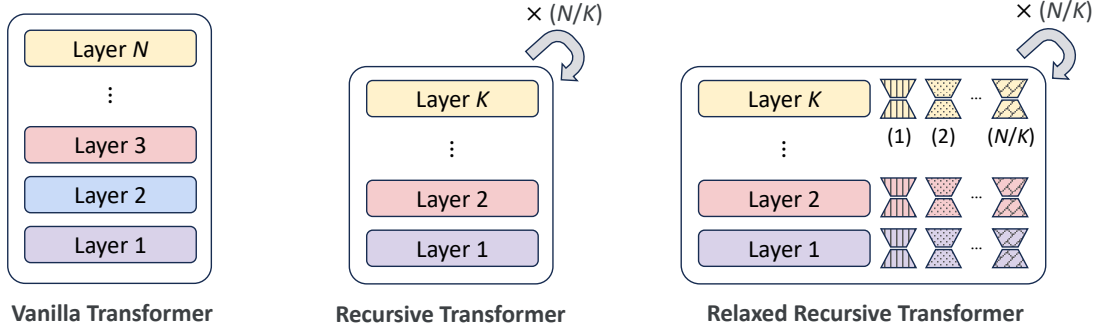 Layer N
⋮
Layer 3
Layer 2
Layer 1
Vanilla Transformer
× (N/K)
Layer K
⋮
Layer 2
Layer 1
Recursive Transformer
× (N/K)
Layer K
...
(1) (2) (N/K)
⋮
Layer 2
...
Layer 1
...
Relaxed Recursive Transformer